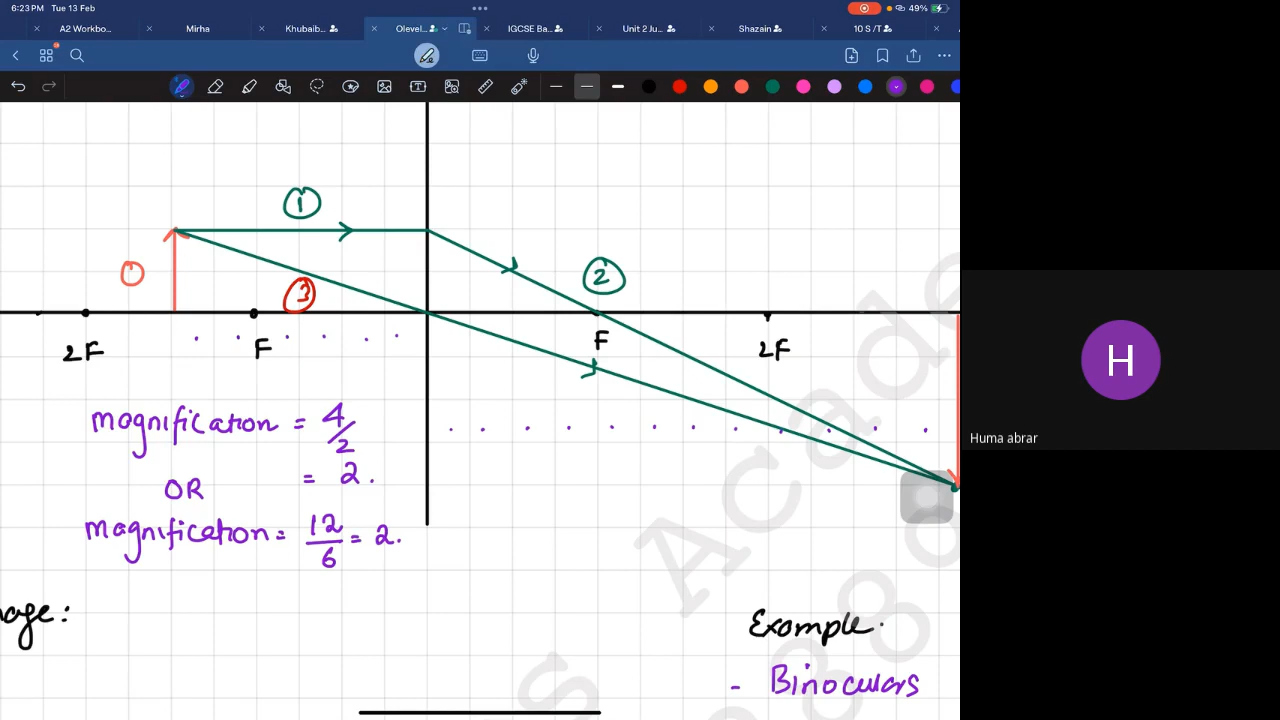 6:23 PM Tue 13 Feb
49%
A2 Workbo...
Mirha
Khubaib...
Olevel...
IGCSE Ba...
Unit 2 Ju...
Shazain
10 S /T
1
2
O
3
2F
F
F
2F
magnification = 4/2
= 2.
OR
magnification = 12/6 = 2.
Example.
- Binoculars
H
Huma abrar